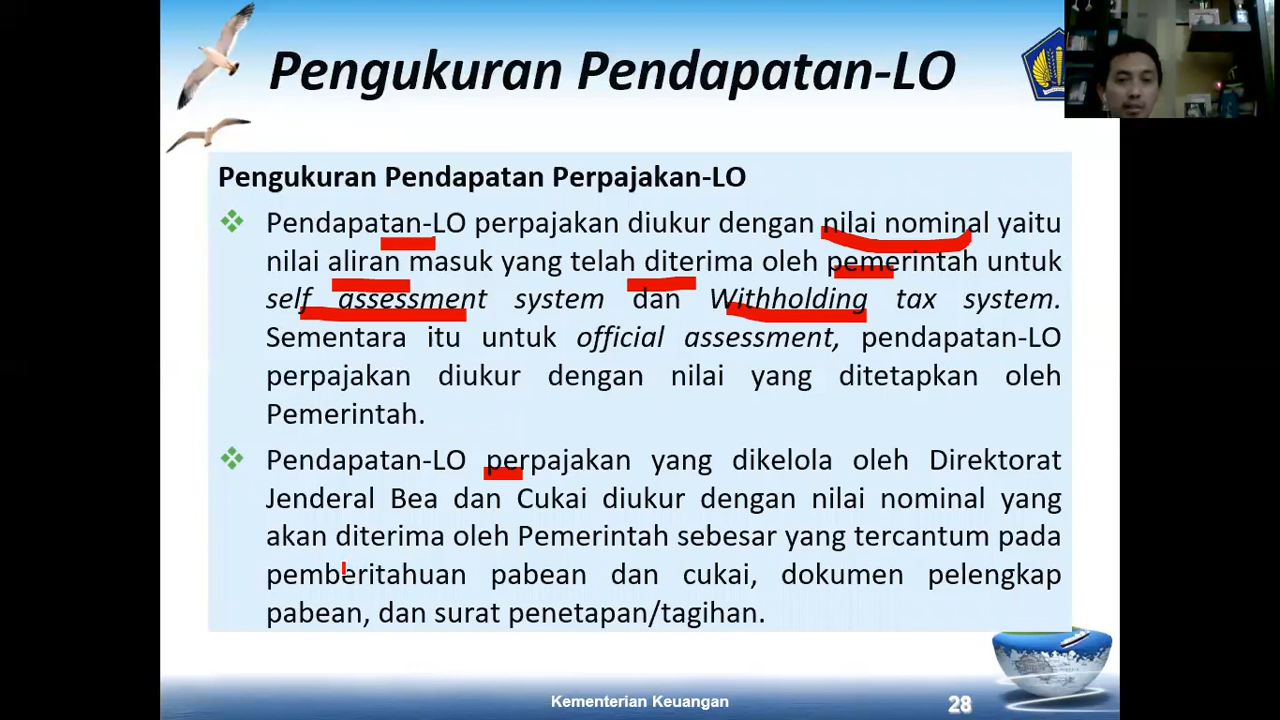 Pengukuran Pendapatan-LO
Pengukuran Pendapatan Perpajakan-LO
Pendapatan-LO perpajakan diukur dengan nilai nominal yaitu
nilai aliran masuk yang telah diterima oleh pemerintah untuk
self assessment system dan Withholding tax system.
Sementara itu untuk official assessment, pendapatan-LO
perpajakan diukur dengan nilai yang ditetapkan oleh
Pemerintah.
Pendapatan-LO perpajakan yang dikelola oleh Direktorat
Jenderal Bea dan Cukai diukur dengan nilai nominal yang
akan diterima oleh Pemerintah sebesar yang tercantum pada
pemberitahuan pabean dan cukai, dokumen pelengkap
pabean, dan surat penetapan/tagihan.
Kementerian Keuangan
28